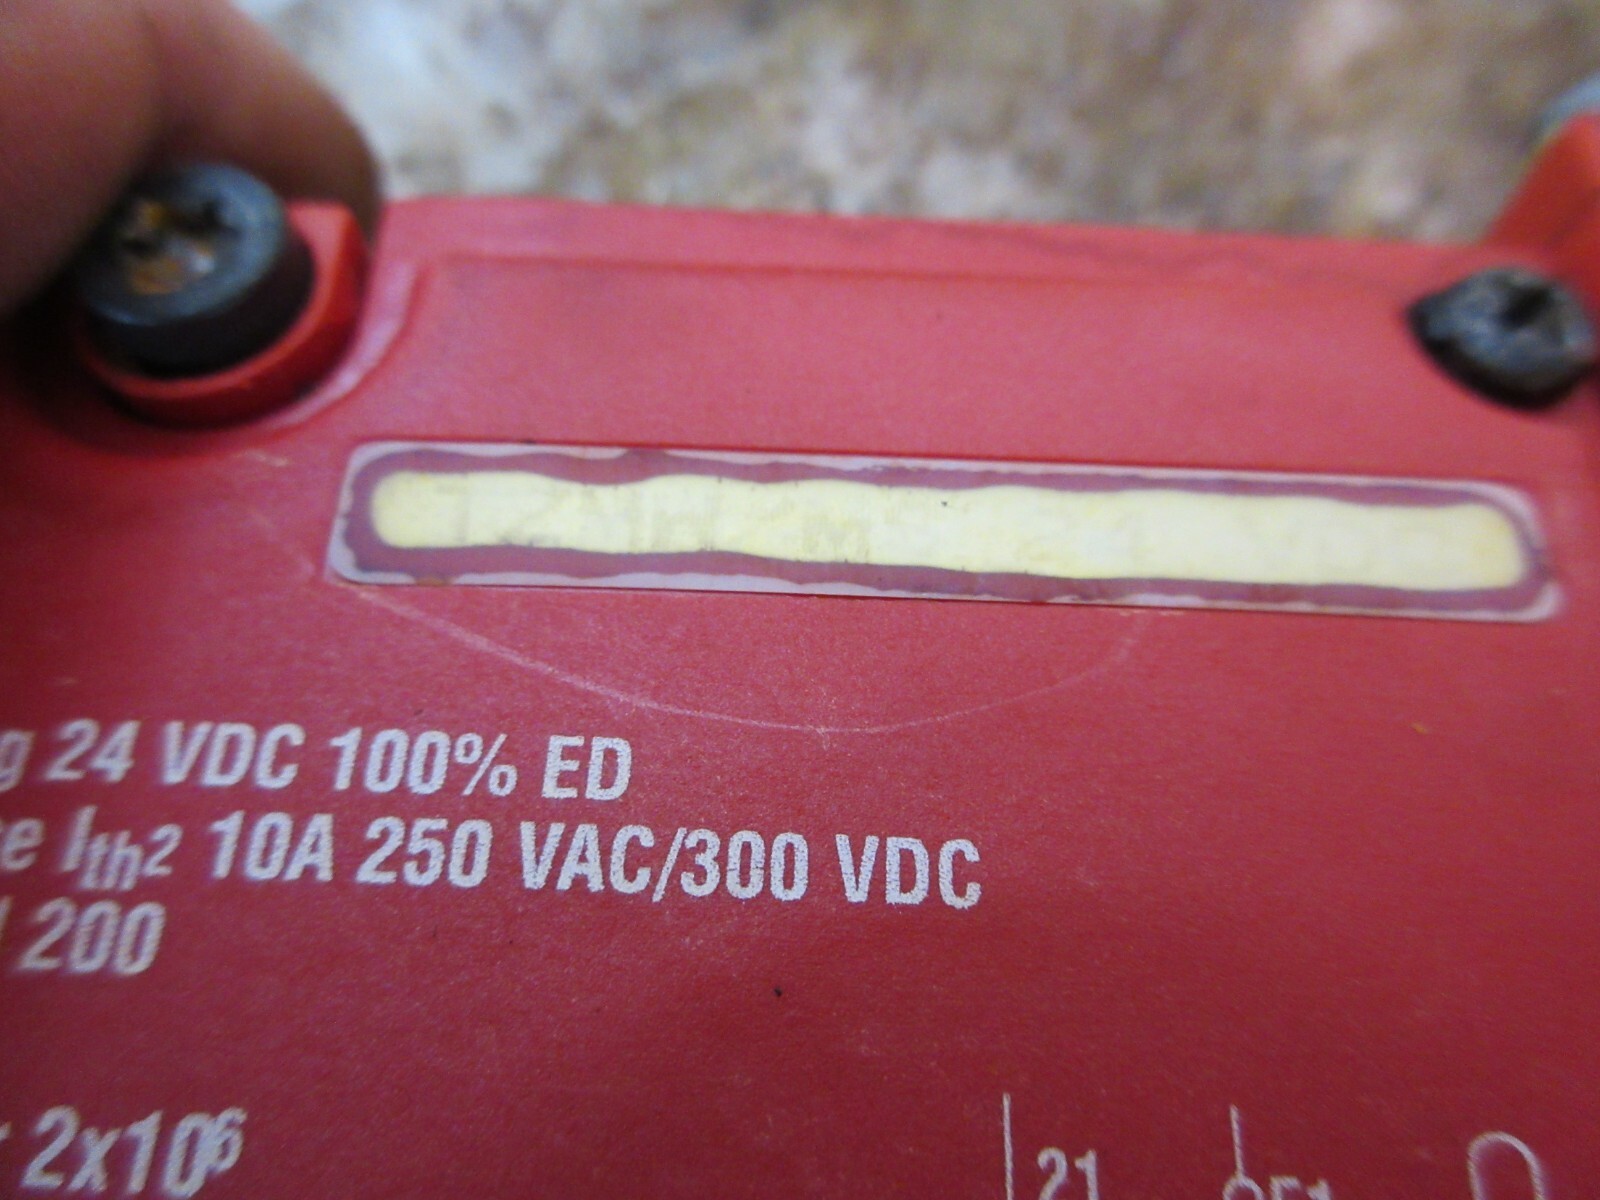 24 VDC 100% ED
Ith2 10A 250 VAC/300 VDC
200
2x10⁶
21